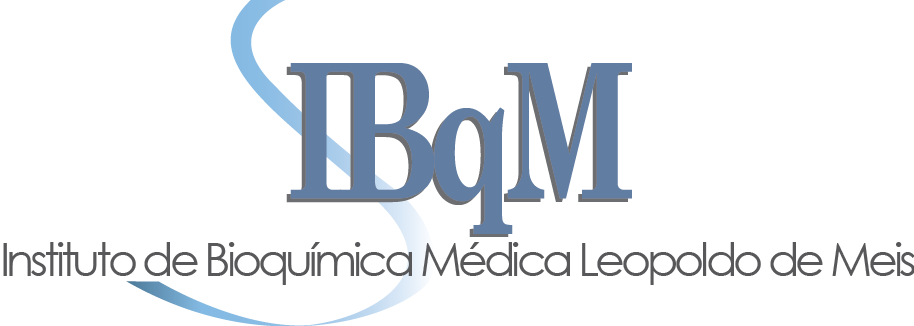 IBqM
Instituto de Bioquímica Médica Leopoldo de Meis